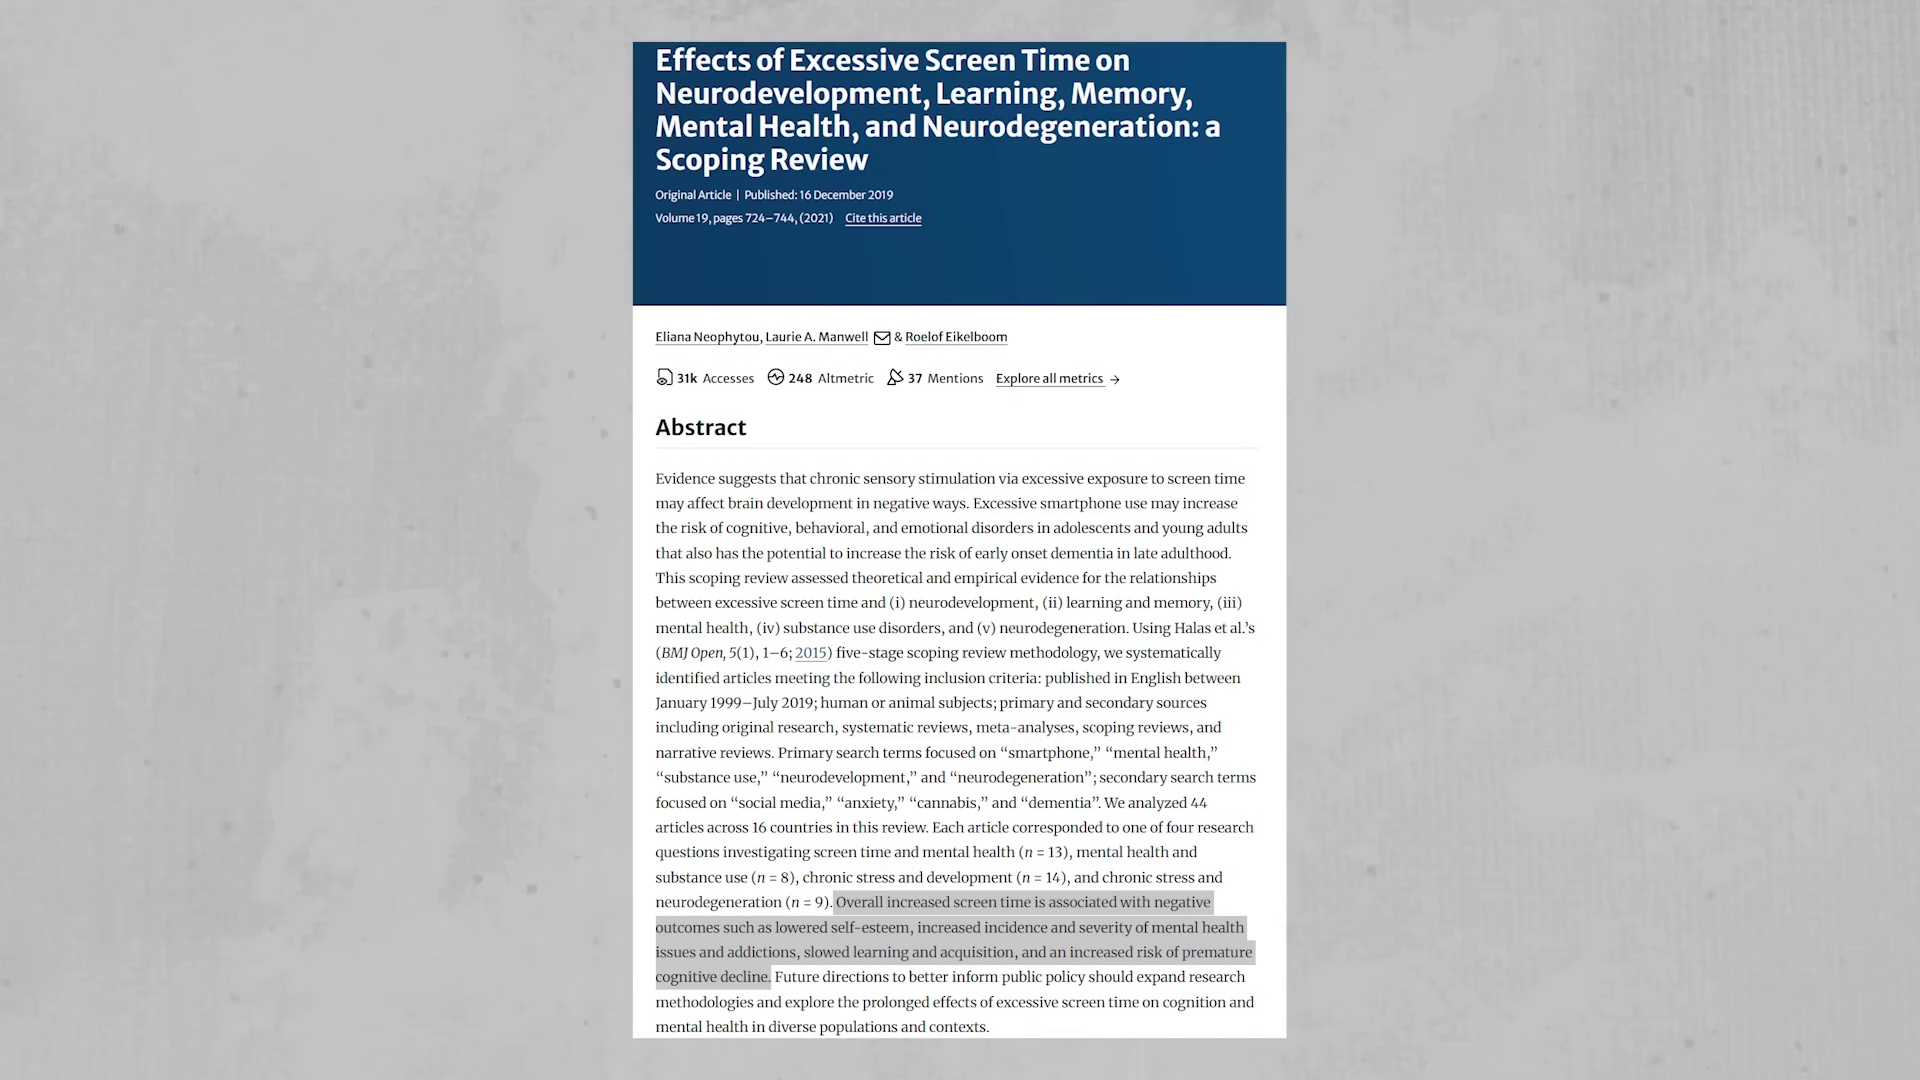 Effects of Excessive Screen Time on
Neurodevelopment, Learning, Memory,
Mental Health, and Neurodegeneration: a
Scoping Review
Original Article | Published: 16 December 2019
Volume 19, pages 724–744, (2021) Cite this article
Eliana Neophytou, Laurie A. Manwell & Roelof Eikelboom
31k Accesses 248 Altmetric 37 Mentions Explore all metrics →
Abstract
Evidence suggests that chronic sensory stimulation via excessive exposure to screen time
may affect brain development in negative ways. Excessive smartphone use may increase
the risk of cognitive, behavioral, and emotional disorders in adolescents and young adults
that also has the potential to increase the risk of early onset dementia in late adulthood.
This scoping review assessed theoretical and empirical evidence for the relationships
between excessive screen time and (i) neurodevelopment, (ii) learning and memory, (iii)
mental health, (iv) substance use disorders, and (v) neurodegeneration. Using Halas et al.’s
(BMJ Open, 5(1), 1–6; 2015) five-stage scoping review methodology, we systematically
identified articles meeting the following inclusion criteria: published in English between
January 1999–July 2019; human or animal subjects; primary and secondary sources
including original research, systematic reviews, meta-analyses, scoping reviews, and
narrative reviews. Primary search terms focused on “smartphone,” “mental health,”
“substance use,” “neurodevelopment,” and “neurodegeneration”; secondary search terms
focused on “social media,” “anxiety,” “cannabis,” and “dementia”. We analyzed 44
articles across 16 countries in this review. Each article corresponded to one of four research
questions investigating screen time and mental health (n = 13), mental health and
substance use (n = 8), chronic stress and development (n = 14), and chronic stress and
neurodegeneration (n = 9). Overall increased screen time is associated with negative
outcomes such as lowered self-esteem, increased incidence and severity of mental health
issues and addictions, slowed learning and acquisition, and an increased risk of premature
cognitive decline. Future directions to better inform public policy should expand research
methodologies and explore the prolonged effects of excessive screen time on cognition and
mental health in diverse populations and contexts.